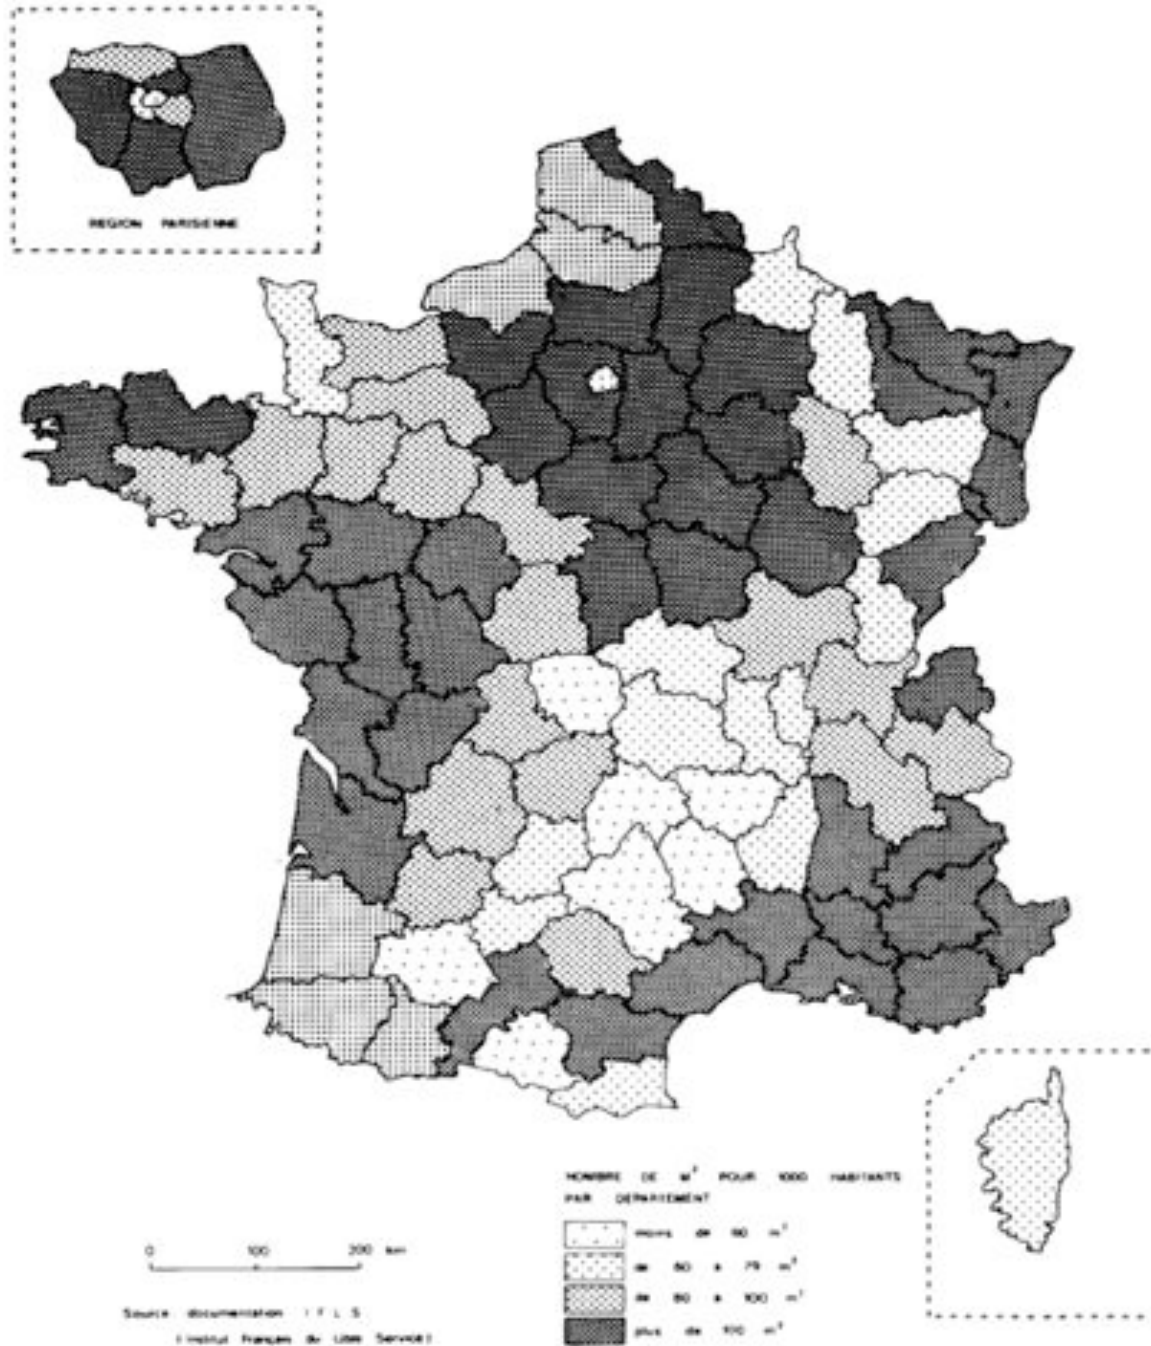 REGION PARISIENNE
NOMBRE DE m² POUR 1000 HABITANTS
PAR DEPARTEMENT
moins de 60 m²
de 60 à 79 m²
de 80 à 100 m²
plus de 100 m²
0 100 200 km
Source documentation I F L S
(Institut Français du Libre Service)